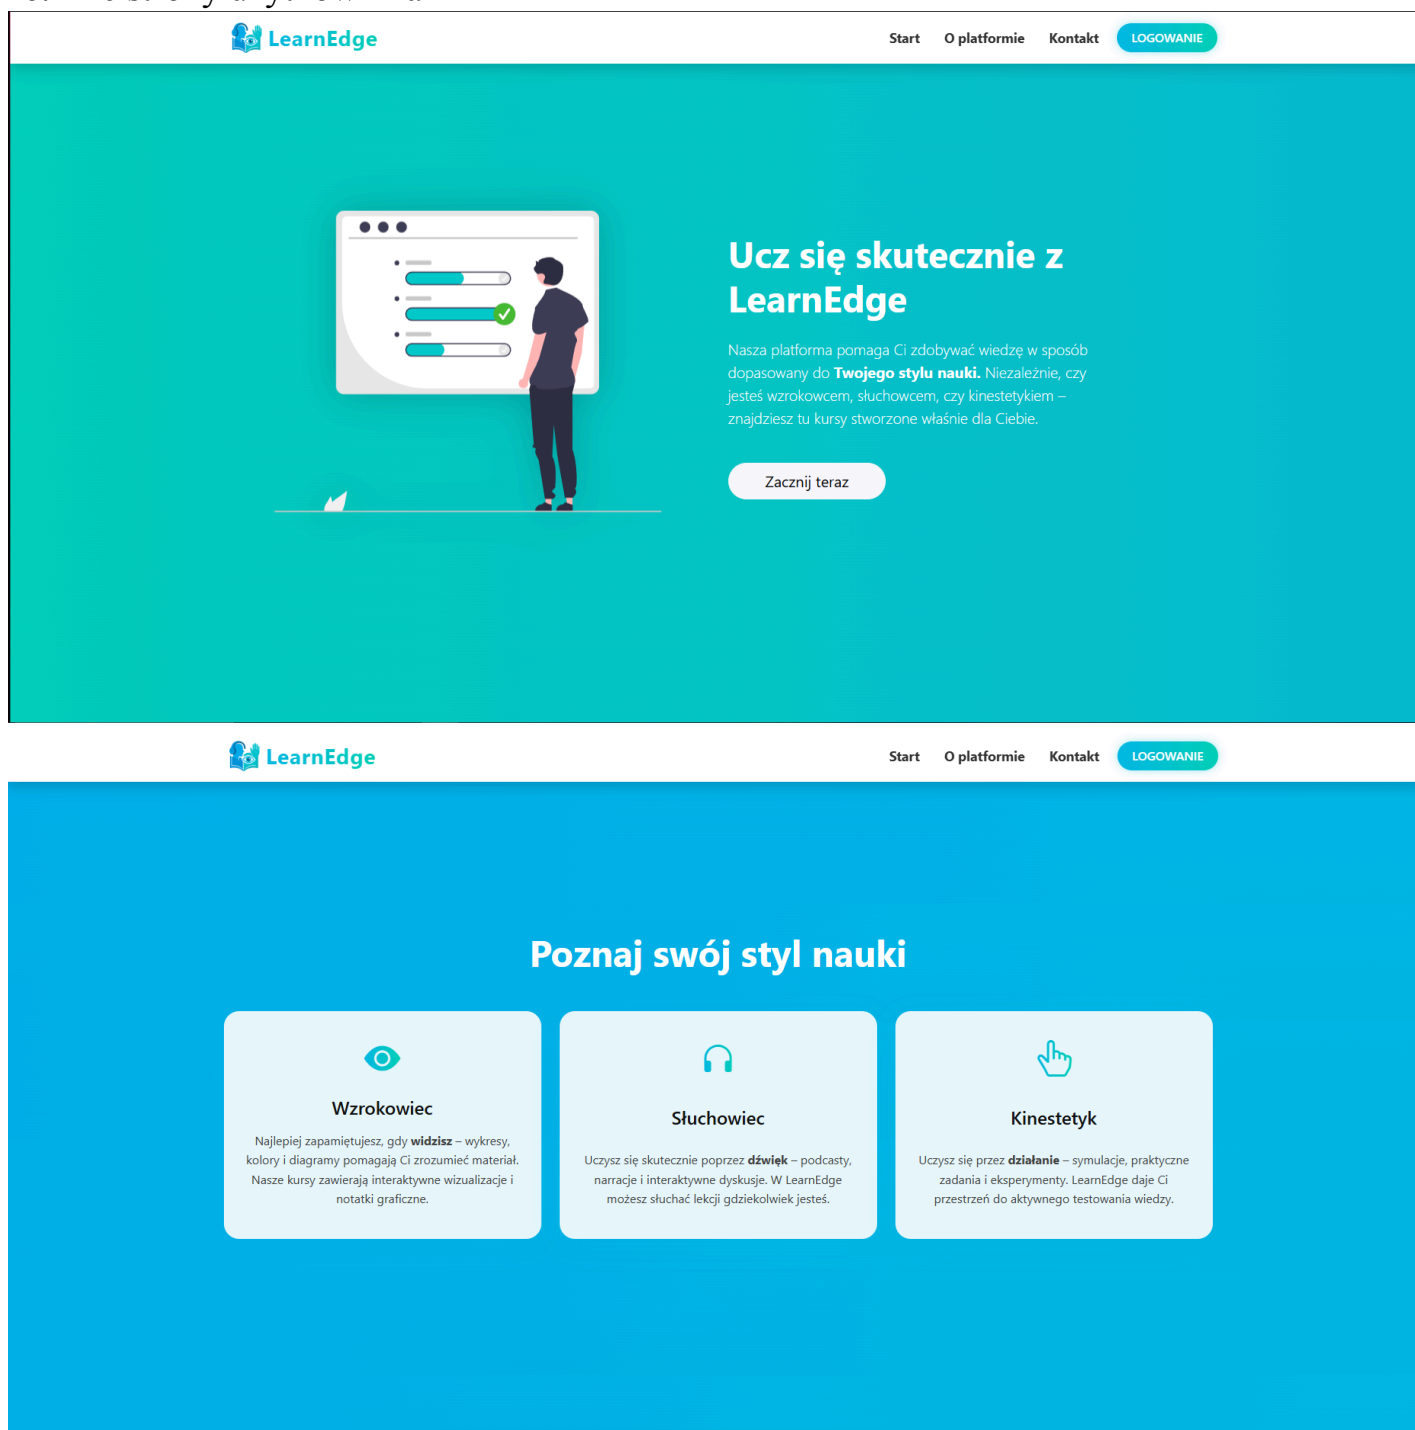 LearnEdge
Start O platformie Kontakt LOGOWANIE
Ucz się skutecznie z
LearnEdge
Nasza platforma pomaga Ci zdobywać wiedzę w sposób
dopasowany do Twojego stylu nauki. Niezależnie, czy
jesteś wzrokowcem, słuchowcem, czy kinestetykiem –
znajdziesz tu kursy stworzone właśnie dla Ciebie.
Zacznij teraz
LearnEdge
Start O platformie Kontakt LOGOWANIE
Poznaj swój styl nauki
Wzrokowiec
Najlepiej zapamiętujesz, gdy widzisz – wykresy,
kolory i diagramy pomagają Ci zrozumieć materiał.
Nasze kursy zawierają interaktywne wizualizacje i
notatki graficzne.
Słuchowiec
Uczysz się skutecznie poprzez dźwięk – podcasty,
narracje i interaktywne dyskusje. W LearnEdge
możesz słuchać lekcji gdziekolwiek jesteś.
Kinestetyk
Uczysz się przez działanie – symulacje, praktyczne
zadania i eksperymenty. LearnEdge daje Ci
przestrzeń do aktywnego testowania wiedzy.